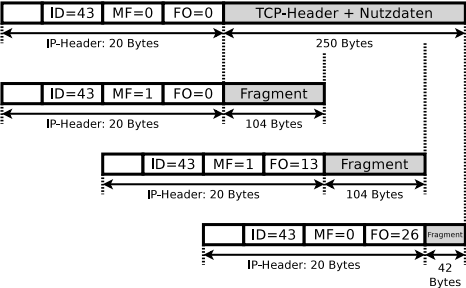 ID=43 MF=0 FO=0 TCP-Header + Nutzdaten
IP-Header: 20 Bytes 250 Bytes
ID=43 MF=1 FO=0 Fragment
IP-Header: 20 Bytes 104 Bytes
ID=43 MF=1 FO=13 Fragment
IP-Header: 20 Bytes 104 Bytes
ID=43 MF=0 FO=26 Fragment
IP-Header: 20 Bytes 42
Bytes